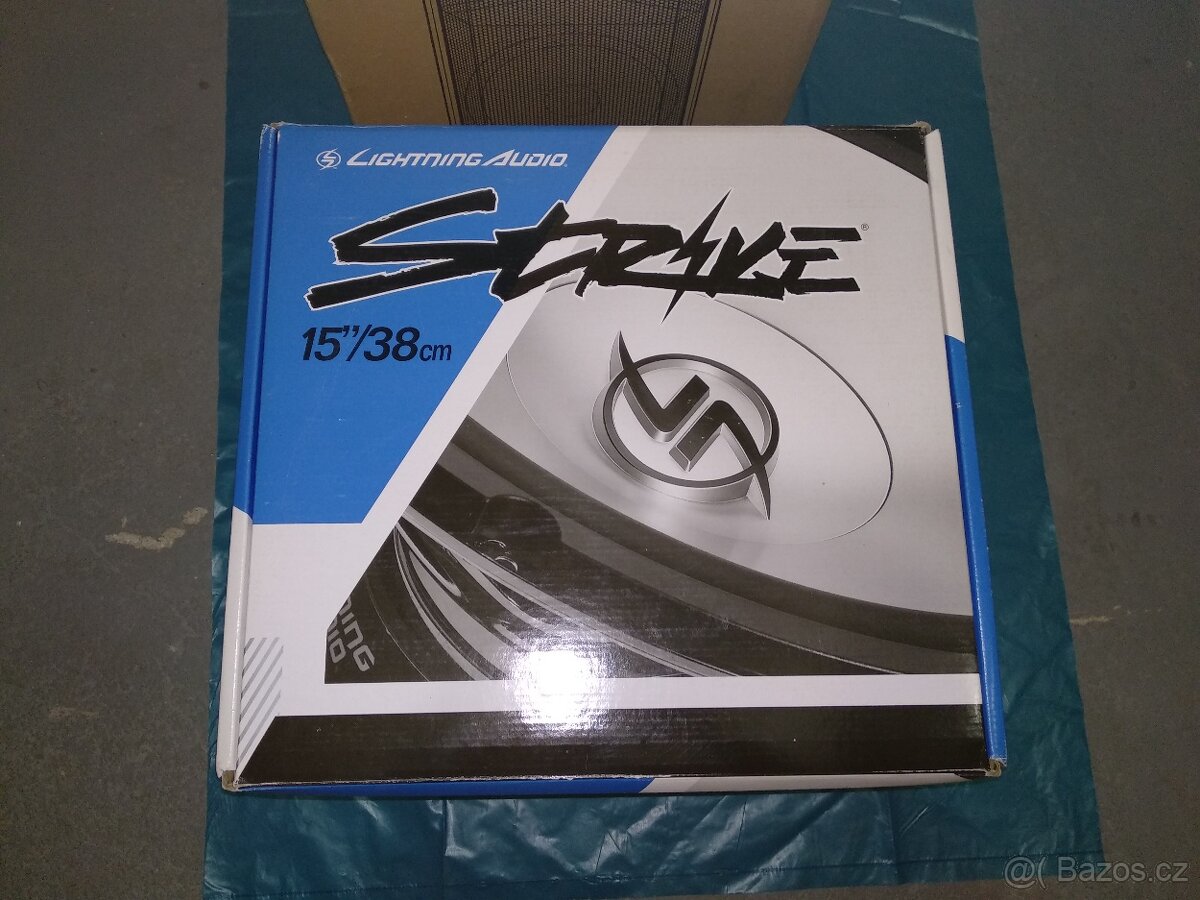 LIGHTNING AUDIO
STRIKE®
15"/38cm
@( Bazos.cz